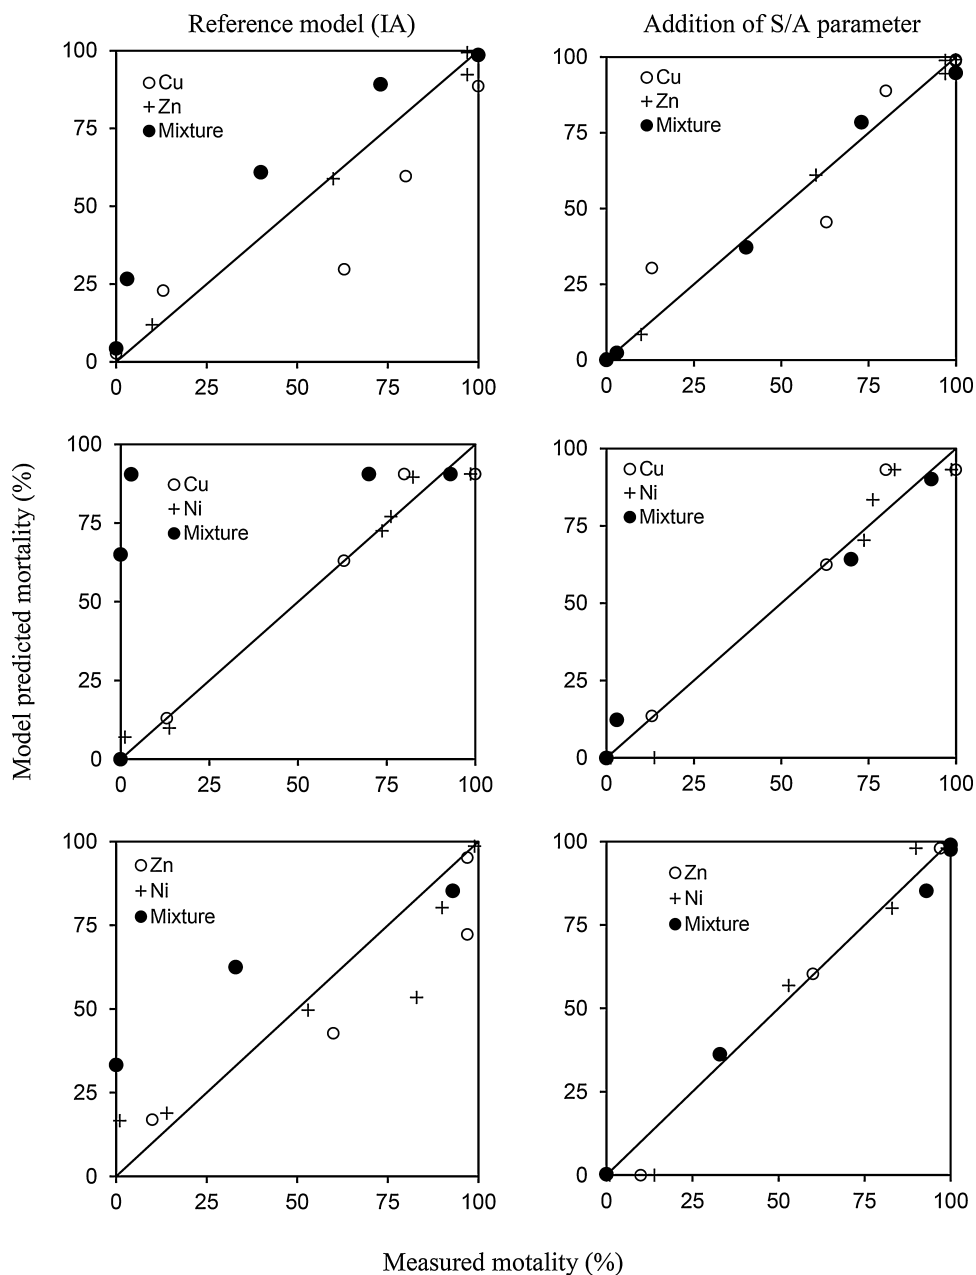 Reference model (IA)
Addition of S/A parameter
Model predicted mortality (%)
100
75
50
25
0
Cu
Zn
Mixture
0 25 50 75 100
100
75
50
25
0
Cu
Zn
Mixture
0 25 50 75 100
100
75
50
25
0
Cu
Ni
Mixture
0 25 50 75 100
100
75
50
25
0
Cu
Ni
Mixture
0 25 50 75 100
100
75
50
25
0
Zn
Ni
Mixture
0 25 50 75 100
100
75
50
25
0
Zn
Ni
Mixture
0 25 50 75 100
Measured motality (%)